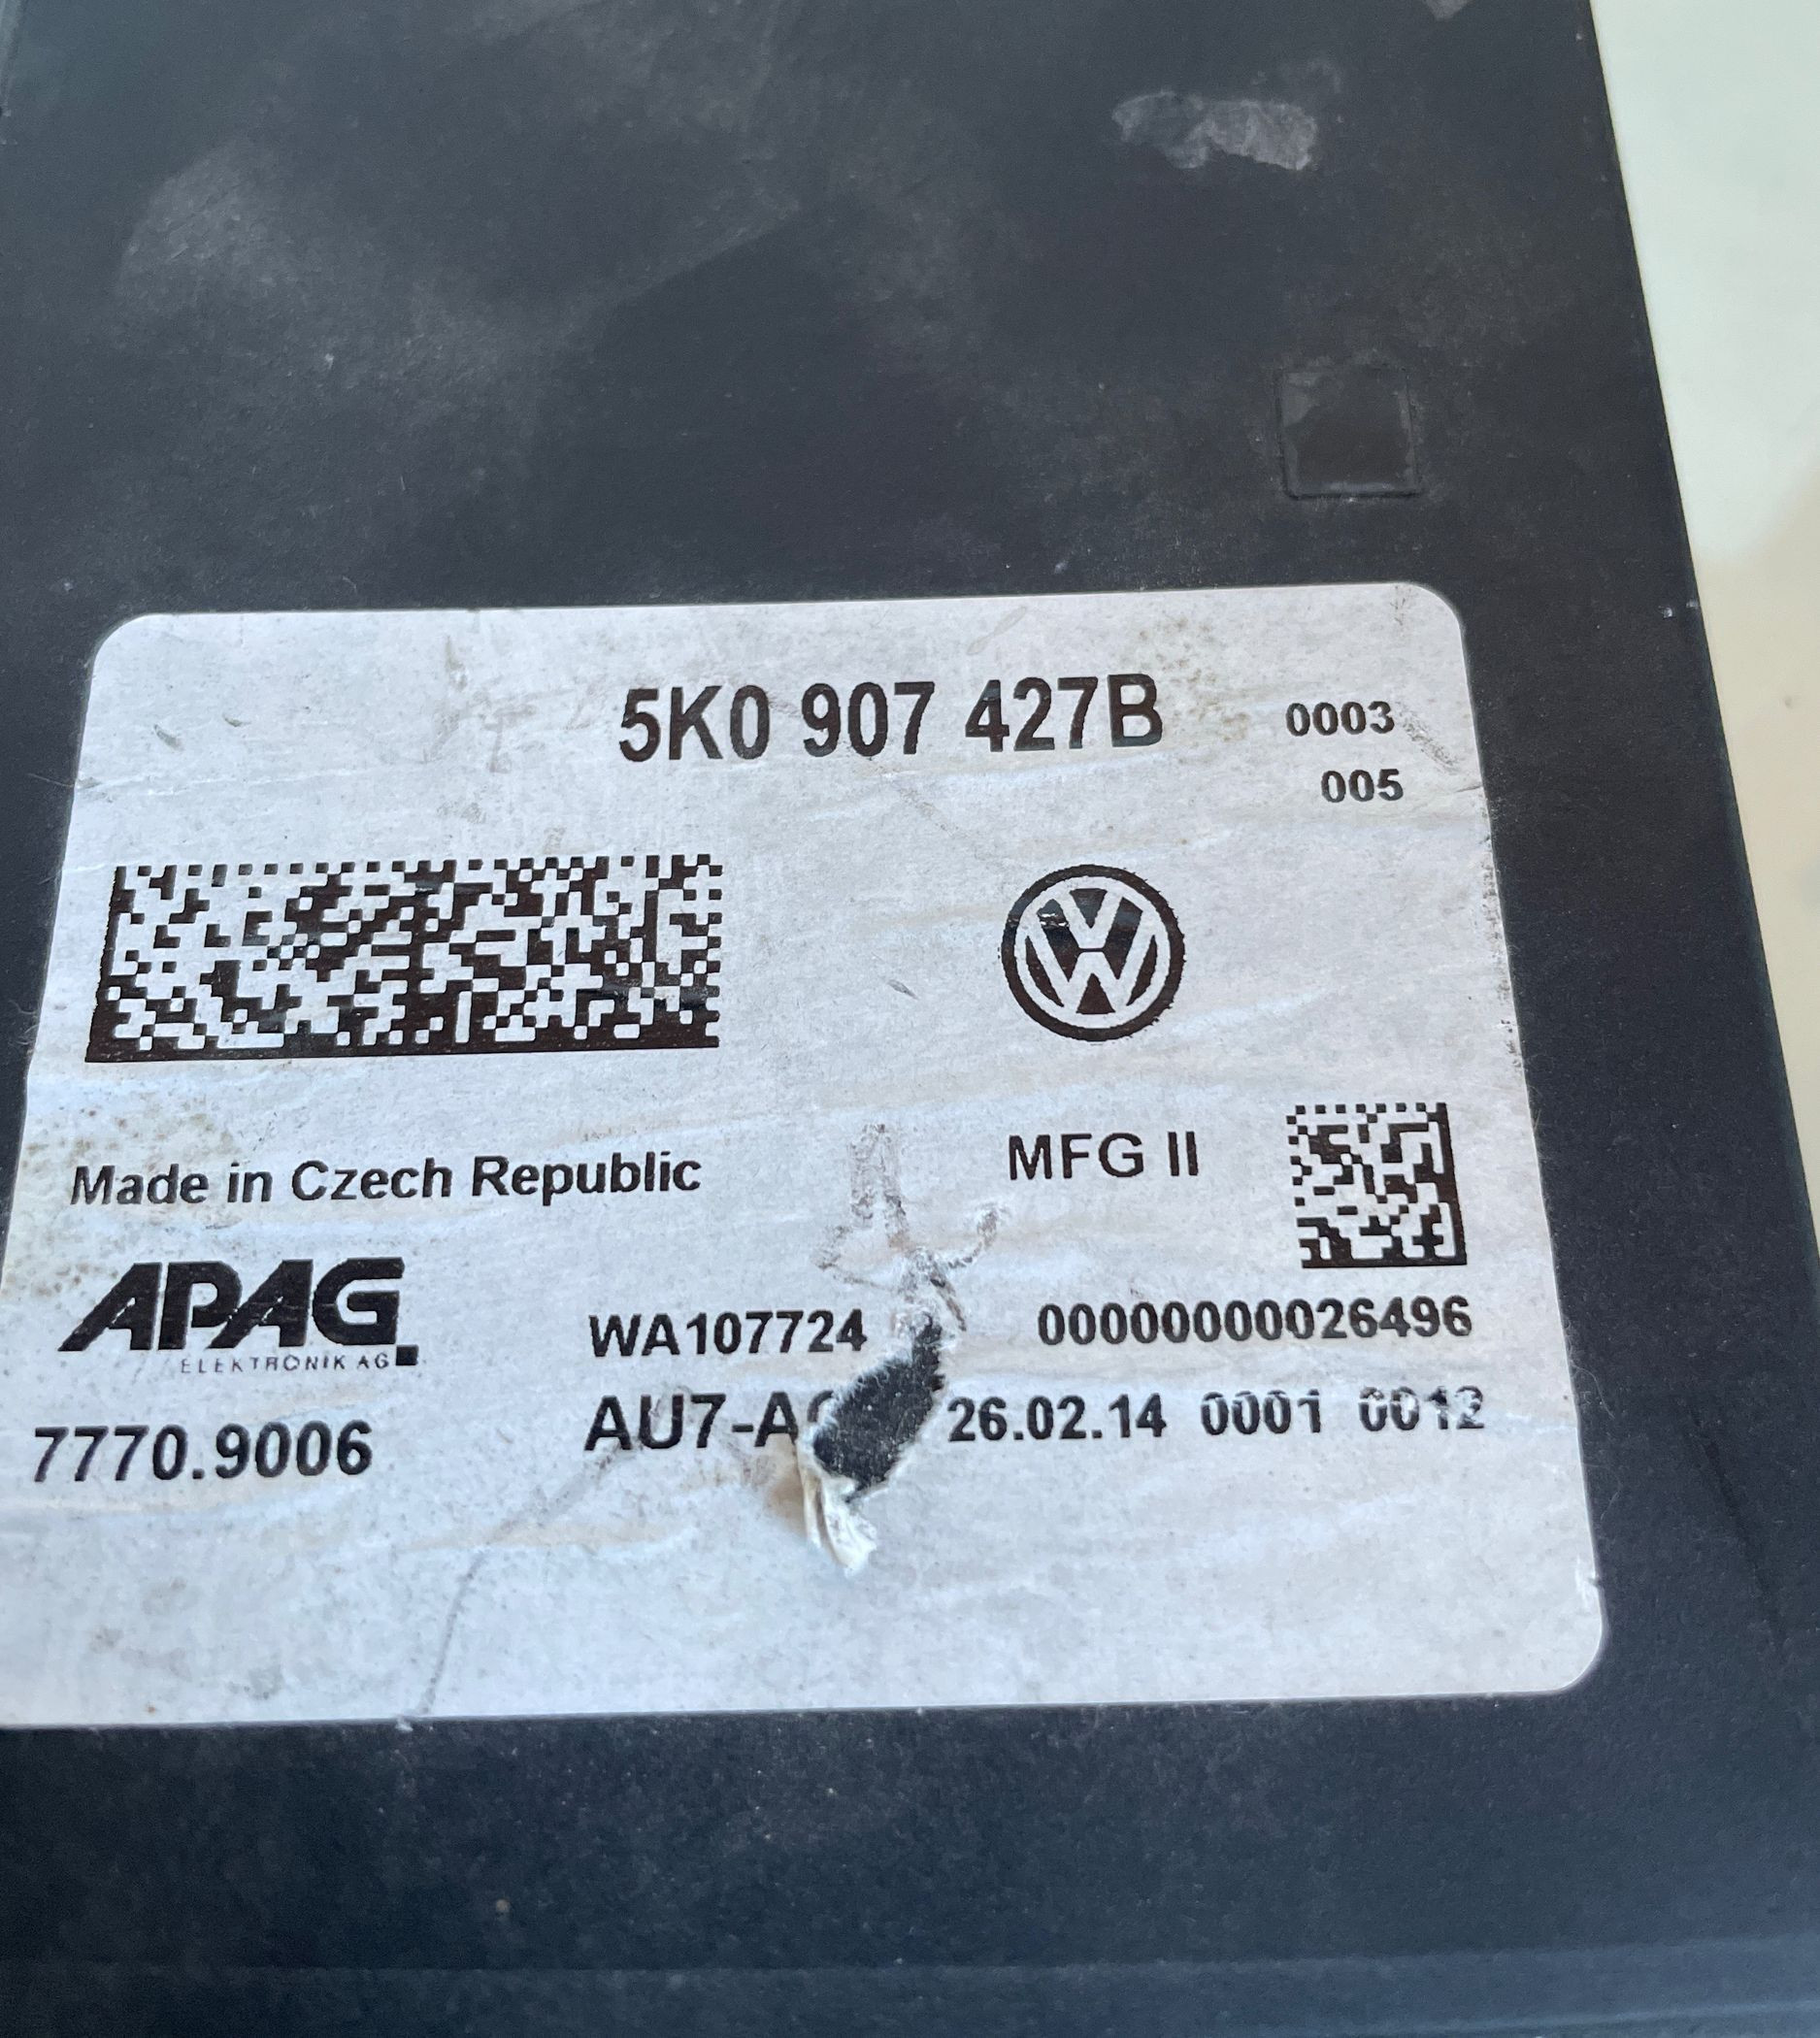 5K0 907 427B 0003
005
Made in Czech Republic
MFG II
APAG
ELEKTRONIK AG
WA107724 00000000026496
7770.9006
26.02.14 0001 0012